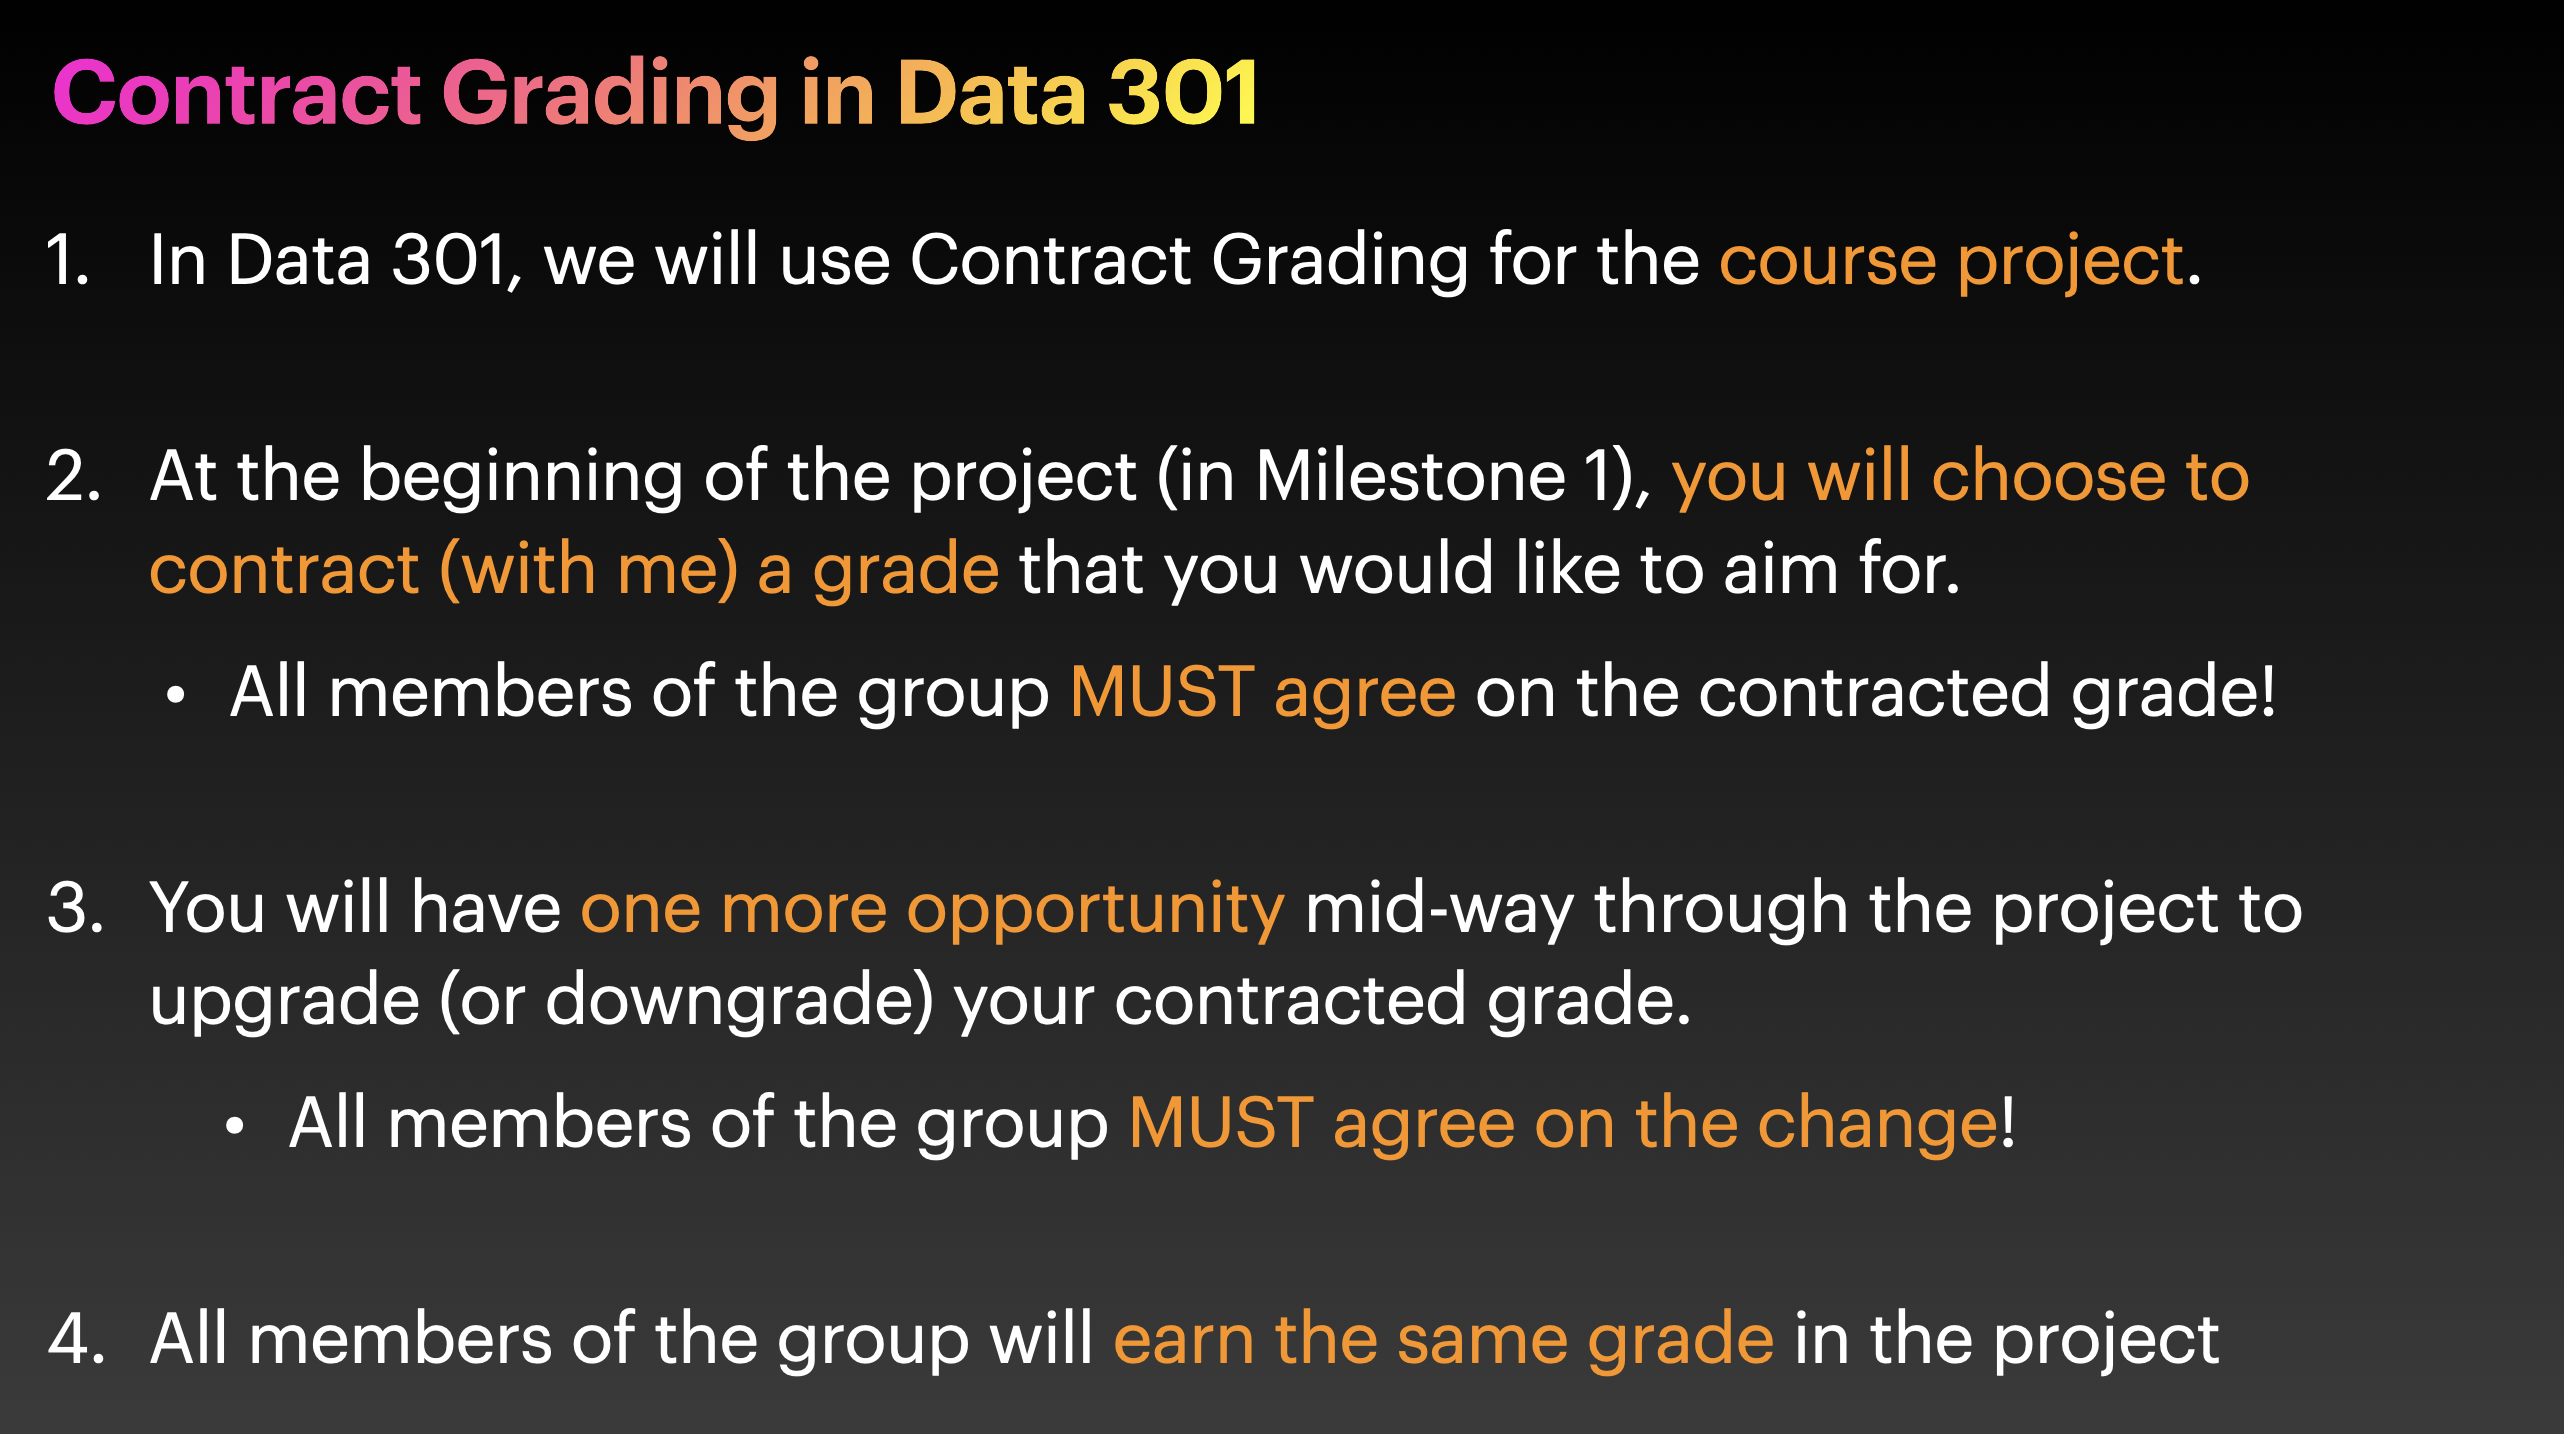 Contract Grading in Data 301
1. In Data 301, we will use Contract Grading for the course project.
2. At the beginning of the project (in Milestone 1), you will choose to
contract (with me) a grade that you would like to aim for.
• All members of the group MUST agree on the contracted grade!
3. You will have one more opportunity mid-way through the project to
upgrade (or downgrade) your contracted grade.
• All members of the group MUST agree on the change!
4. All members of the group will earn the same grade in the project